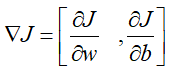 ∇J = [ ∂J/∂w , ∂J/∂b ]